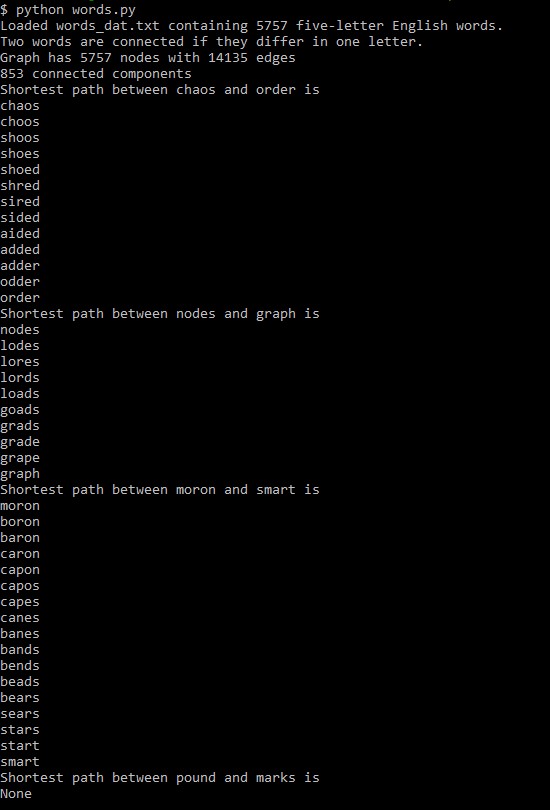 $ python words.py
Loaded words_dat.txt containing 5757 five-letter English words.
Two words are connected if they differ in one letter.
Graph has 5757 nodes with 14135 edges
853 connected components
Shortest path between chaos and order is
chaos
choos
shoos
shoes
shoed
shred
sired
sided
aided
added
adder
odder
order
Shortest path between nodes and graph is
nodes
lodes
lores
lords
loads
goads
grads
grade
grape
graph
Shortest path between moron and smart is
moron
boron
baron
caron
capon
capos
capes
canes
banes
bands
bends
beads
bears
sears
stars
start
smart
Shortest path between pound and marks is
None